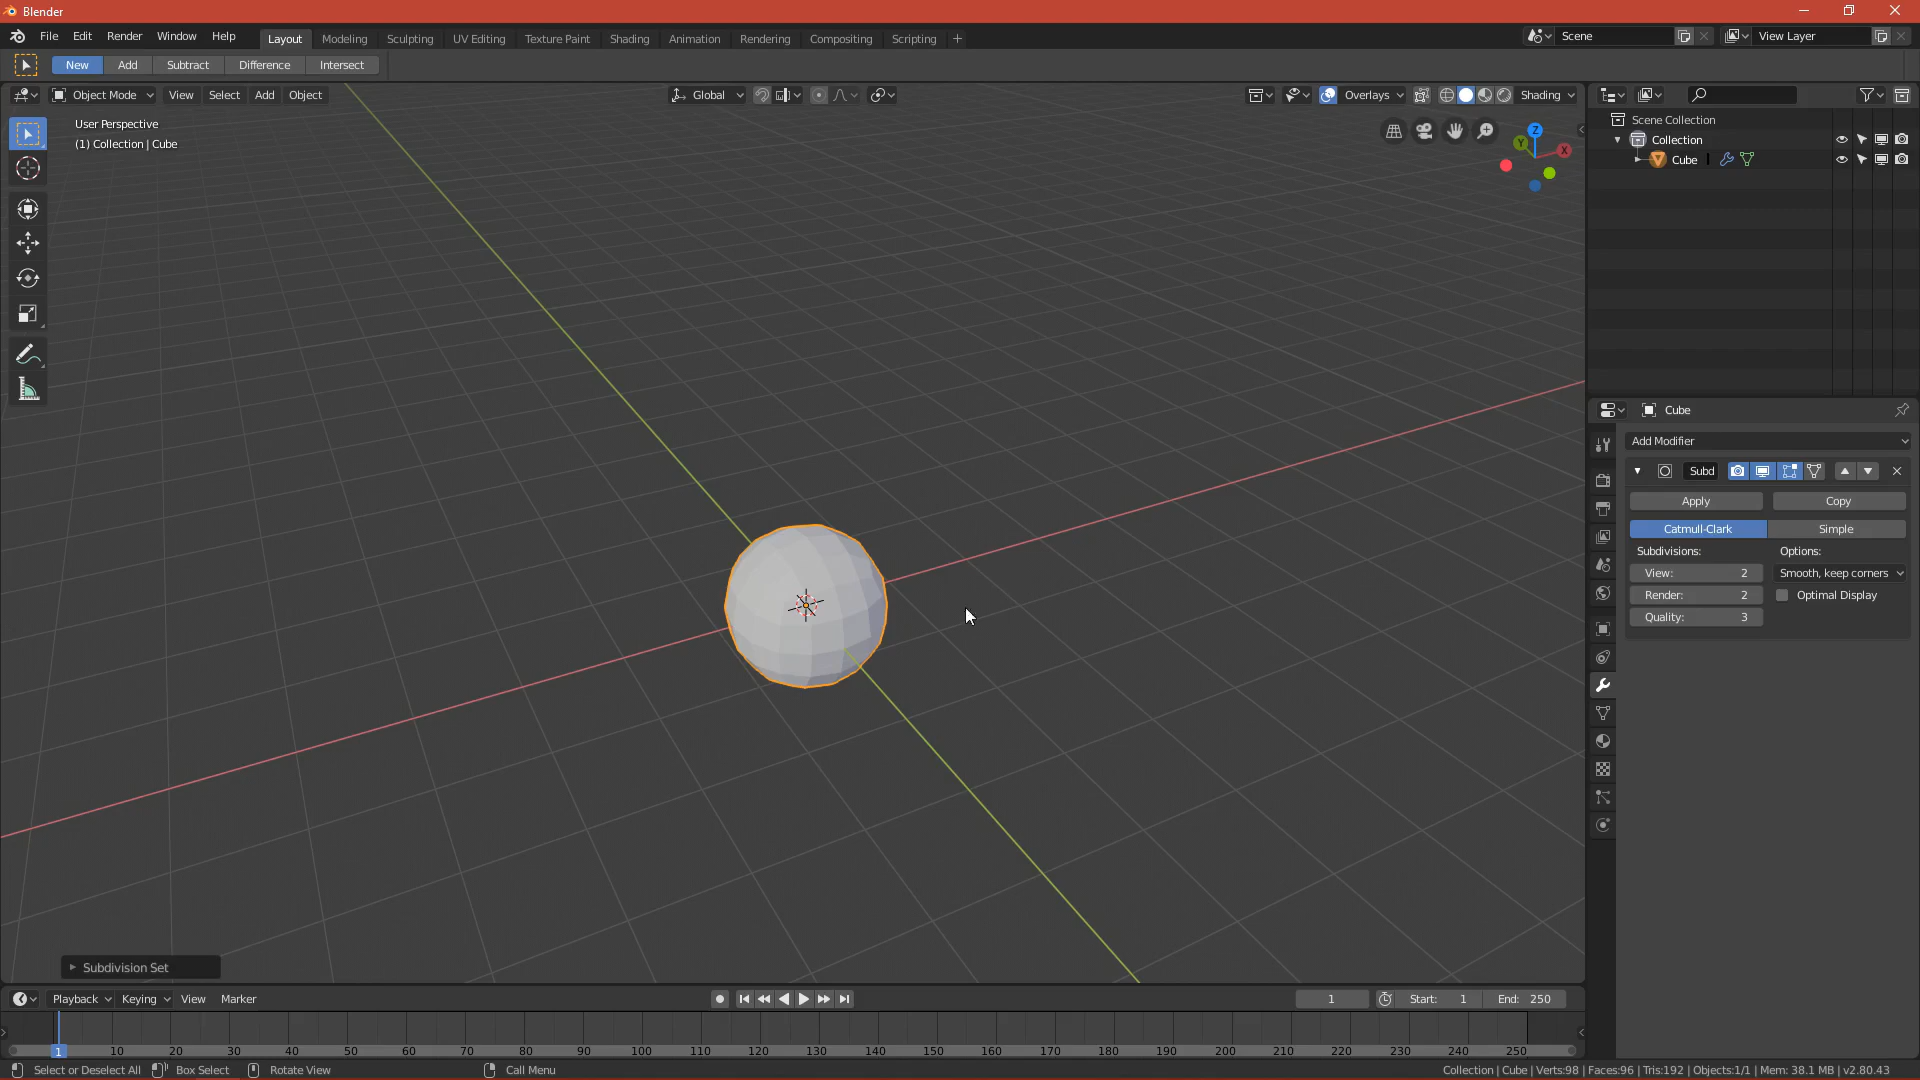 Blender
File Edit Render Window Help Layout Modeling Sculpting UV Editing Texture Paint Shading Animation Rendering Compositing Scripting + Scene View Layer
New Add Subtract Difference Intersect
Object Mode View Select Add Object Global Overlays Shading
User Perspective
(1) Collection | Cube
Z
Y
X
Scene Collection
Collection
Cube
Cube
Add Modifier
Subd
Apply Copy
Catmull-Clark Simple
Subdivisions: Options:
View: 2 Smooth, keep corners
Render: 2 Optimal Display
Quality: 3
Subdivision Set
Playback Keying View Marker 1 Start: 1 End: 250
1 10 20 30 40 50 60 70 80 90 100 110 120 130 140 150 160 170 180 190 200 210 220 230 240 250
Select or Deselect All Box Select Rotate View Call Menu Collection | Cube | Verts:98 | Faces:96 | Tris:192 | Objects:1/1 | Mem: 38.1 MB | v2.80.43